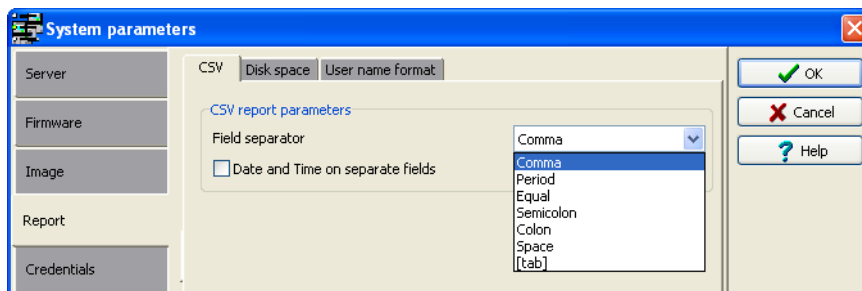 System parameters
Server
Firmware
Image
Report
Credentials
CSV
Disk space
User name format
CSV report parameters
Field separator
Comma
Date and Time on separate fields
Comma
Period
Equal
Semicolon
Colon
Space
[tab]
OK
Cancel
Help